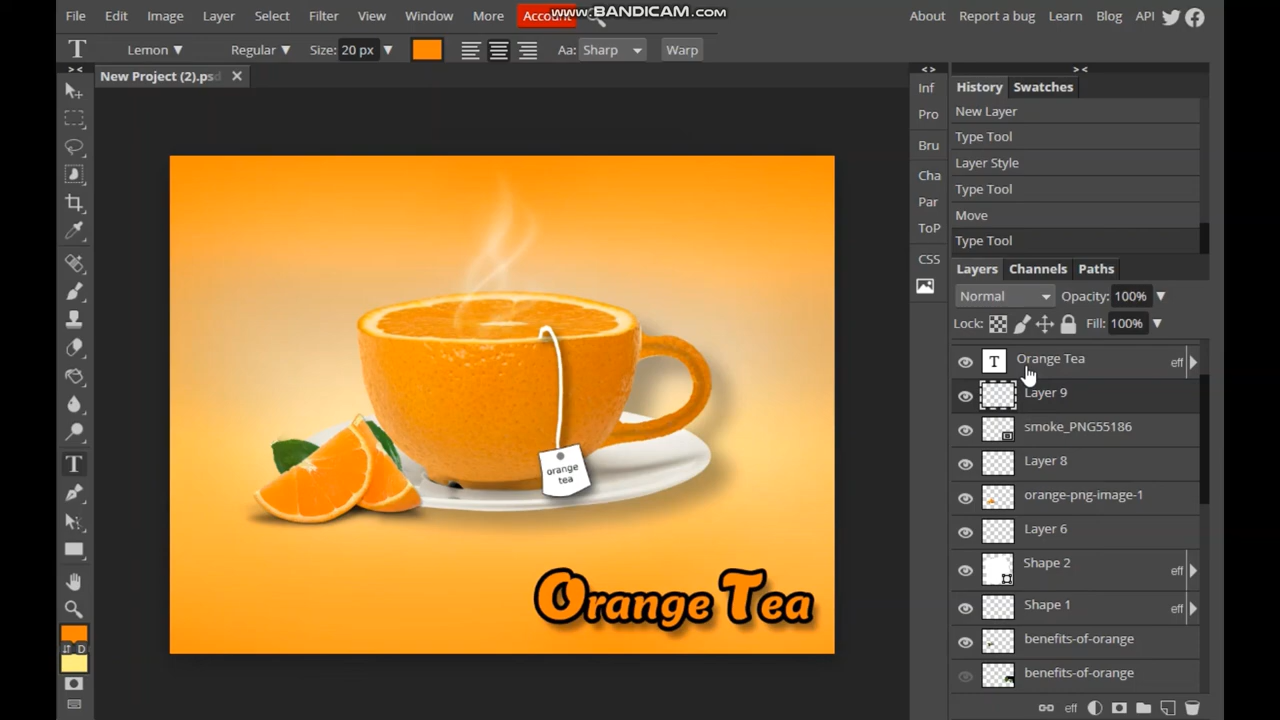 www.BANDICAM.com
File Edit Image Layer Select Filter View Window More Account About Report a bug Learn Blog API
T Lemon Regular Size: 20 px Aa: Sharp Warp
> < < > > <
New Project (2).psd ×
Inf
Pro
Bru
Cha
Par
ToP
CSS
History Swatches
New Layer
Type Tool
Layer Style
Type Tool
Move
Type Tool
Layers Channels Paths
Normal Opacity: 100%
Lock: Fill: 100%
T Orange Tea eff
Layer 9
smoke_PNG55186
Layer 8
orange-png-image-1
Layer 6
Shape 2 eff
Shape 1 eff
benefits-of-orange
benefits-of-orange
eff
T
D
orange
tea
Orange Tea